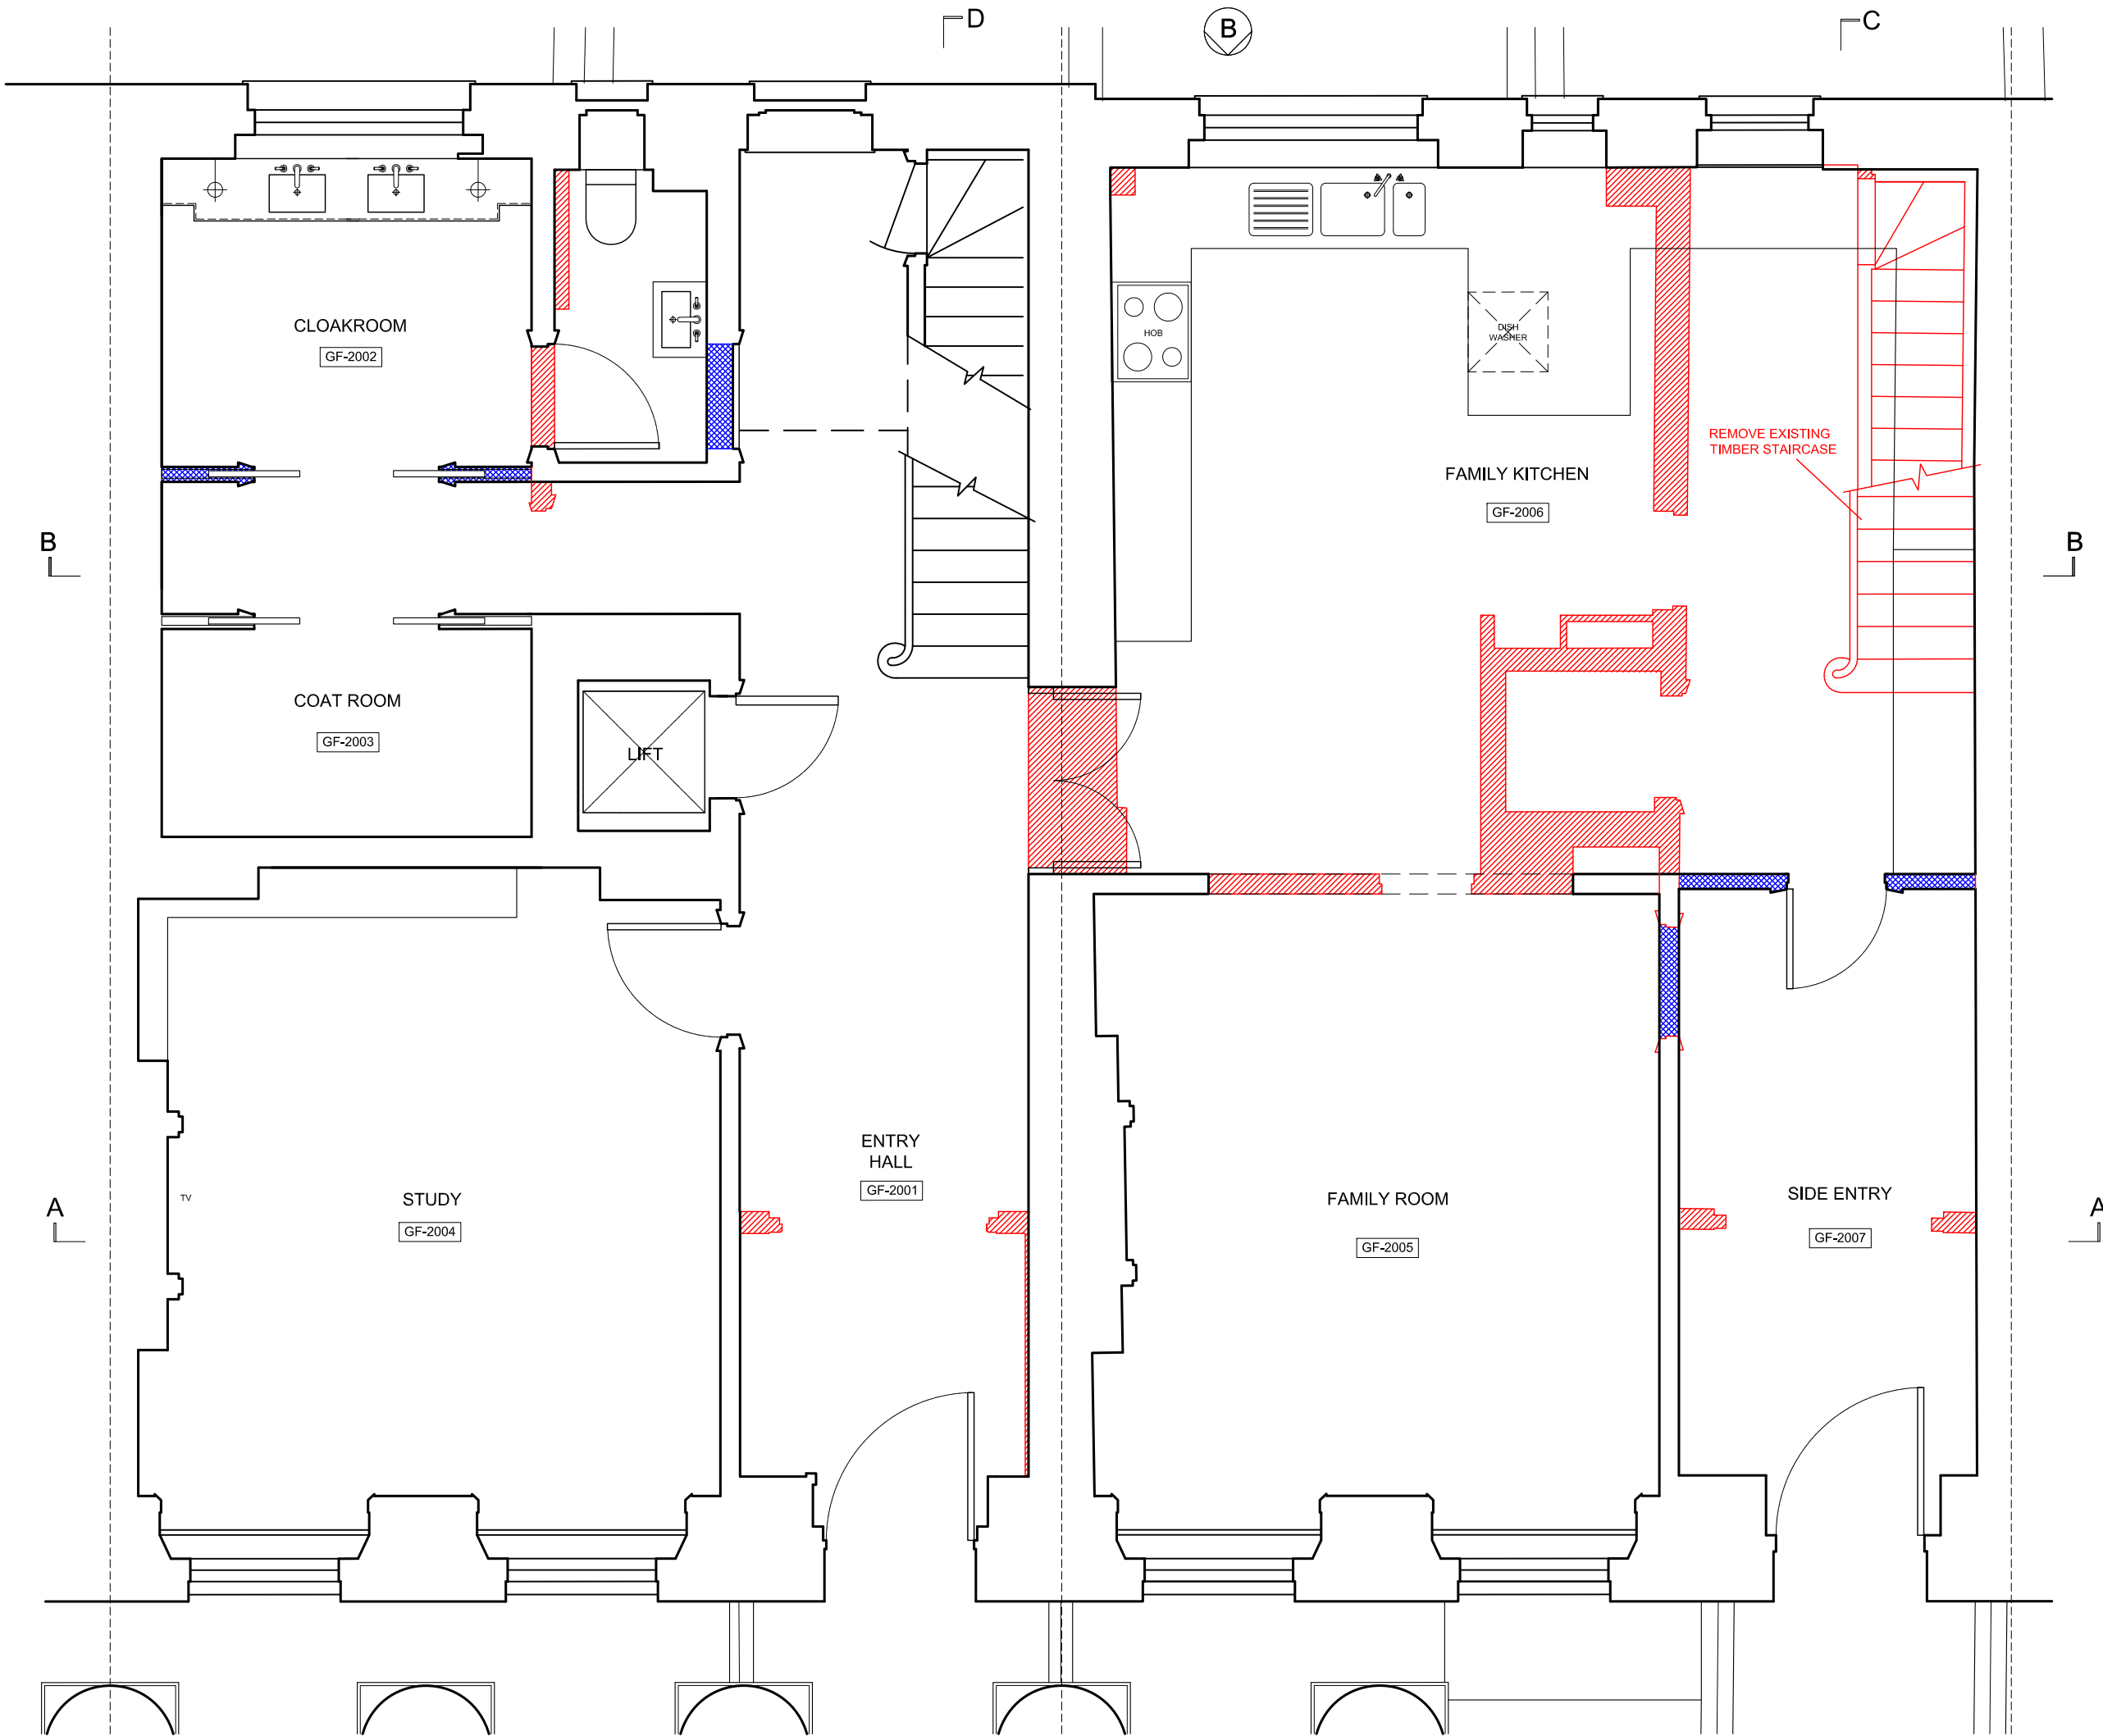 D
B
C
CLOAKROOM
GF-2002
HOB
DISH
WASHER
REMOVE EXISTING
TIMBER STAIRCASE
FAMILY KITCHEN
GF-2006
B
B
COAT ROOM
GF-2003
LIFT
ENTRY
HALL
GF-2001
A
TV
STUDY
GF-2004
FAMILY ROOM
GF-2005
SIDE ENTRY
GF-2007
A